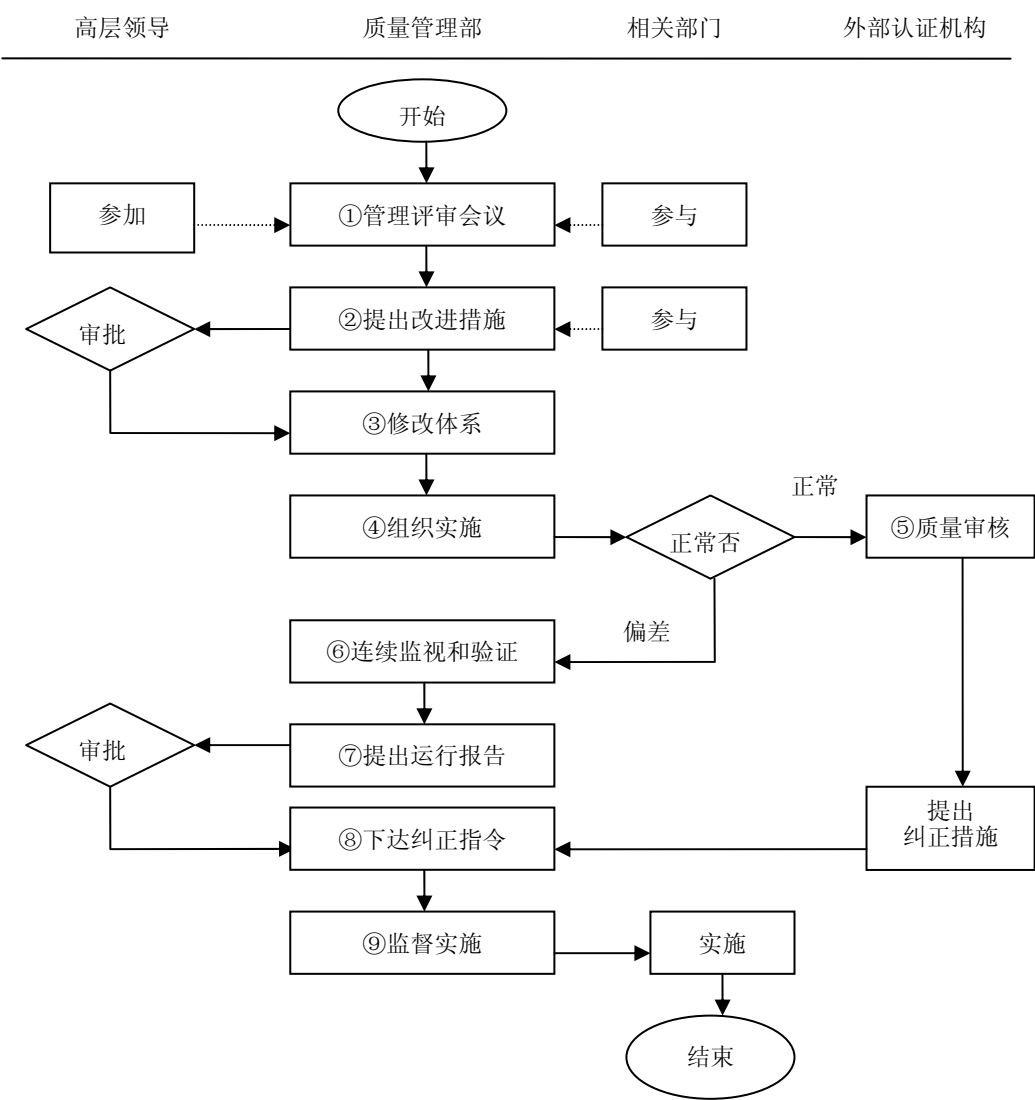 高层领导
质量管理部
相关部门
外部认证机构
开始
参加
①管理评审会议
参与
审批
②提出改进措施
参与
③修改体系
正常
④组织实施
正常否
⑤质量审核
偏差
⑥连续监视和验证
审批
⑦提出运行报告
⑧下达纠正指令
提出
纠正措施
⑨监督实施
实施
结束